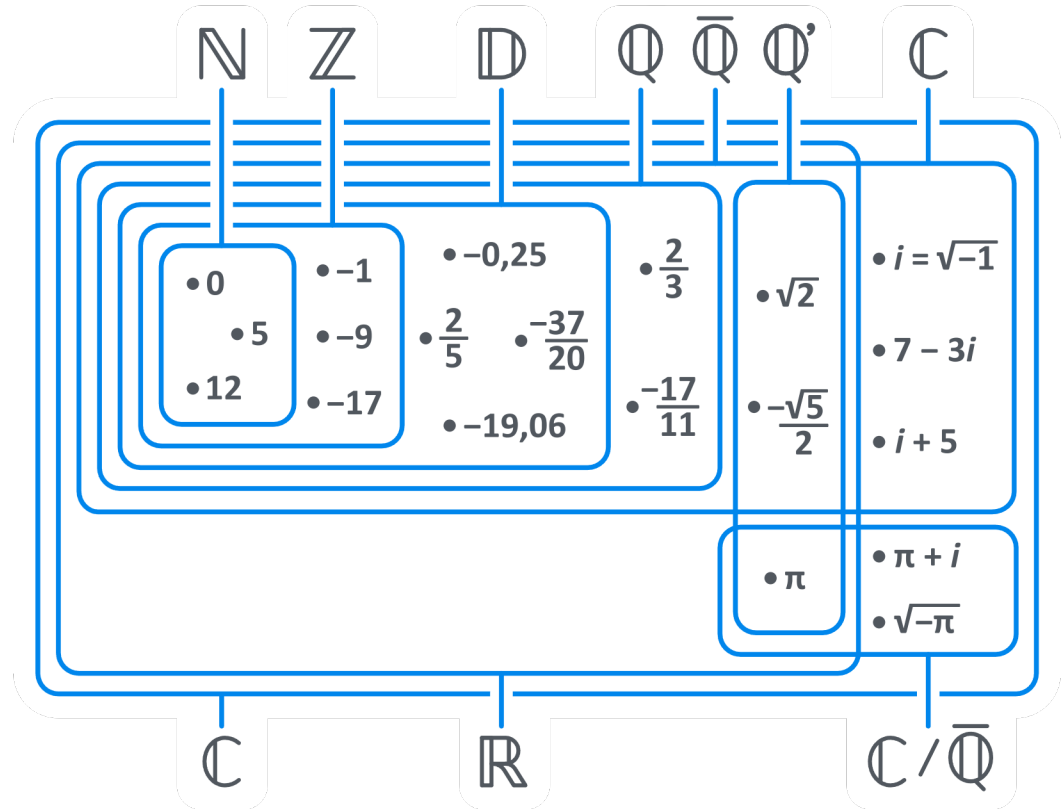 ℕ ℤ 𝔻 ℚ ℚ̅ ℚ’ ℂ
• 0
• 5
• 12
• −1
• −9
• −17
• −0,25
• 2/5
• −37/20
• −19,06
• 2/3
• −17/11
• √2
• −√5/2
• π
• i = √−1
• 7 − 3i
• i + 5
• π + i
• √−π
ℂ ℝ ℂ/ℚ̅